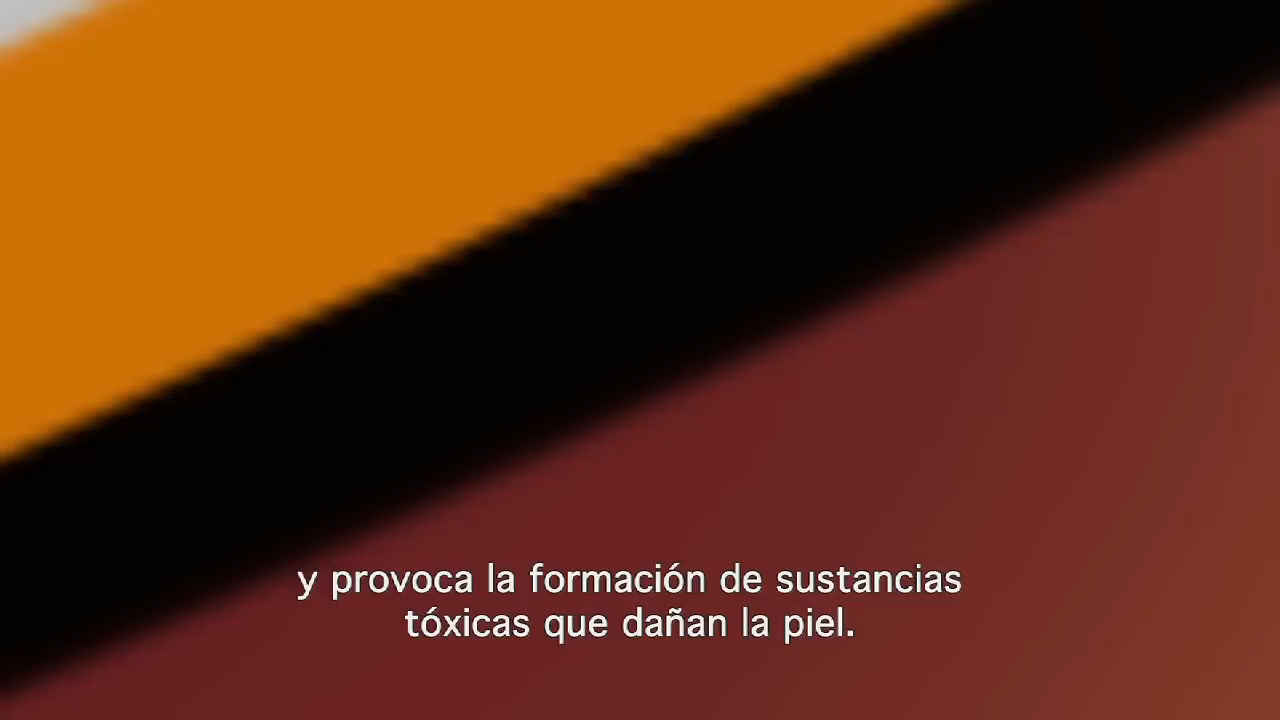 y provoca la formación de sustancias
tóxicas que dañan la piel.